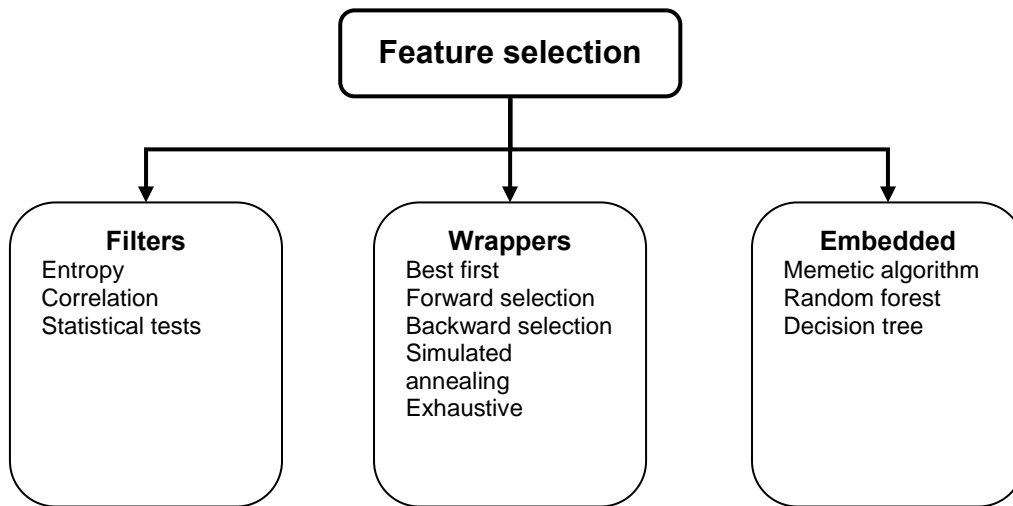 Feature selection
Filters
Entropy
Correlation
Statistical tests
Wrappers
Best first
Forward selection
Backward selection
Simulated
annealing
Exhaustive
Embedded
Memetic algorithm
Random forest
Decision tree